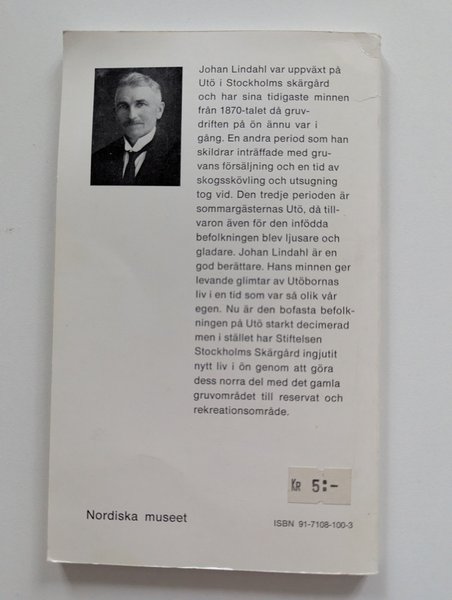 Johan Lindahl var uppväxt på
Utö i Stockholms skärgård
och har sina tidigaste minnen
från 1870-talet då gruv-
driften på ön ännu var i
gång. En andra period som han
skildrar inträffade med gru-
vans försäljning och en tid av
skogsskövling och utsugning
tog vid. Den tredje perioden är
sommargästernas Utö, då till-
varon även för den infödda
befolkningen blev ljusare och
gladare. Johan Lindahl är en
god berättare. Hans minnen ger
levande glimtar av Utöbornas
liv i en tid som var så olik vår
egen. Nu är den bofasta befolk-
ningen på Utö starkt decimerad
men i stället har Stiftelsen
Stockholms Skärgård ingjutit
nytt liv i ön genom att göra
dess norra del med det gamla
gruvområdet till reservat och
rekreationsområde.
KR 5:-
Nordiska museet
ISBN 91-7108-100-3